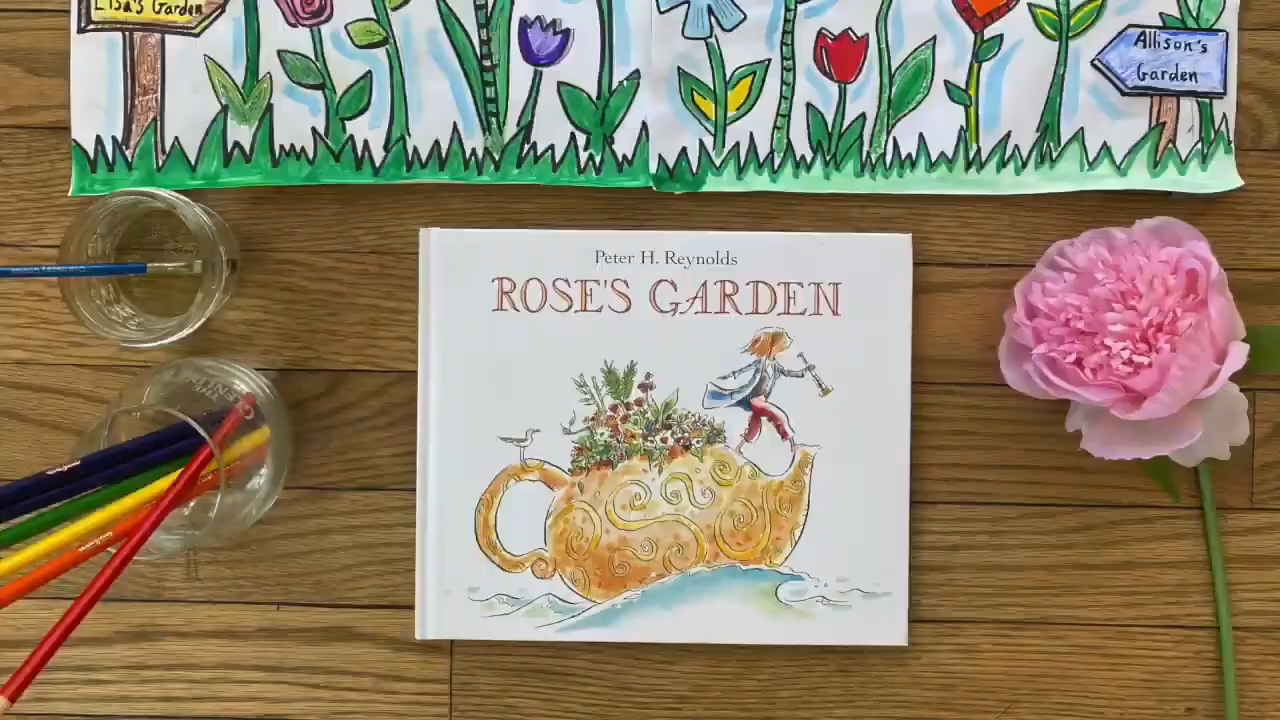 Lisa's Garden
Allison's
Garden
Peter H. Reynolds
ROSE'S GARDEN